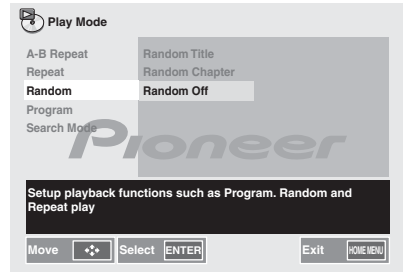 Play Mode
A-B Repeat
Random Title
Repeat
Random Chapter
Random
Random Off
Program
Search Mode
Pioneer
Setup playback functions such as Program. Random and
Repeat play
Move Select ENTER Exit HOME MENU